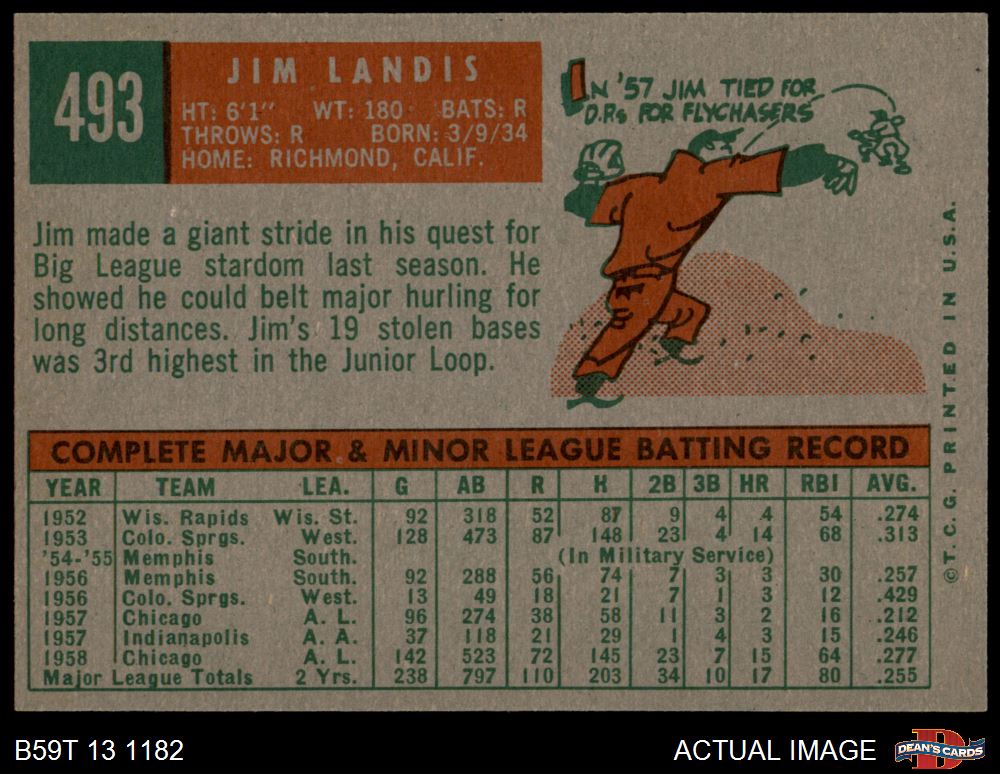 493
JIM LANDIS
HT: 6'1" WT: 180 BATS: R
THROWS: R BORN: 3/9/34
HOME: RICHMOND, CALIF.
IN '57 JIM TIED FOR
D.P.s FOR FLYCHASERS
Jim made a giant stride in his quest for
Big League stardom last season. He
showed he could belt major hurling for
long distances. Jim's 19 stolen bases
was 3rd highest in the Junior Loop.
COMPLETE MAJOR & MINOR LEAGUE BATTING RECORD
YEAR TEAM LEA. G AB R H 2B 3B HR RBI AVG.
1952 Wis. Rapids Wis. St. 92 318 52 87 9 4 4 54 .274
1953 Colo. Sprgs. West. 128 473 87 148 23 4 14 68 .313
'54-'55 Memphis South. (In Military Service)
1956 Memphis South. 92 288 56 74 7 3 3 30 .257
1956 Colo. Sprgs. West. 13 49 18 21 7 1 3 12 .429
1957 Chicago A. L. 96 274 38 58 11 3 2 16 .212
1957 Indianapolis A. A. 37 118 21 29 1 4 3 15 .246
1958 Chicago A. L. 142 523 72 145 23 7 15 64 .277
Major League Totals 2 Yrs. 238 797 110 203 34 10 17 80 .255
©T. C. G. PRINTED IN U.S.A.
B59T 13 1182
ACTUAL IMAGE
D
DEAN'S CARDS